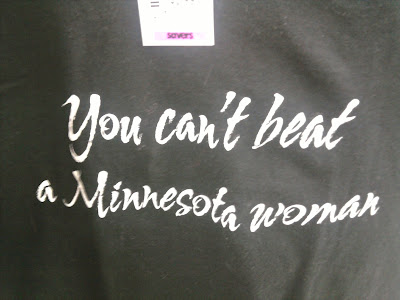 savers
You can't beat
a Minnesota woman